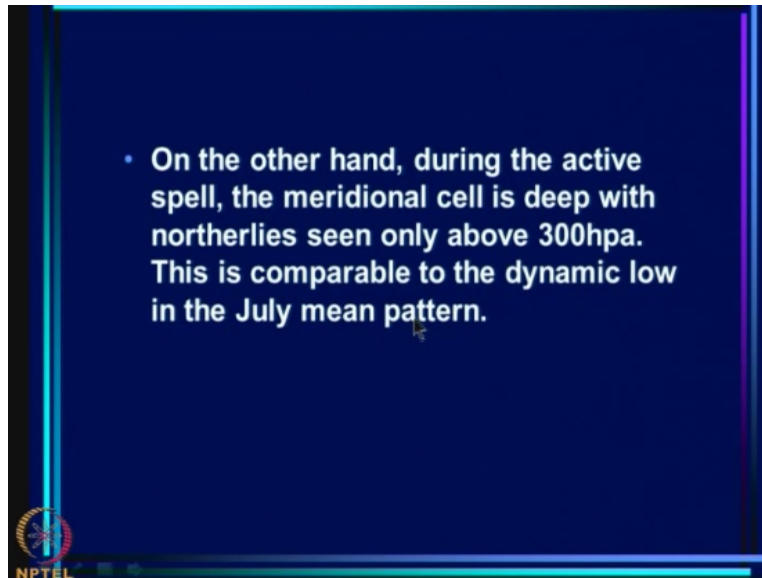 • On the other hand, during the active
spell, the meridional cell is deep with
northerlies seen only above 300hpa.
This is comparable to the dynamic low
in the July mean pattern.
NPTEL